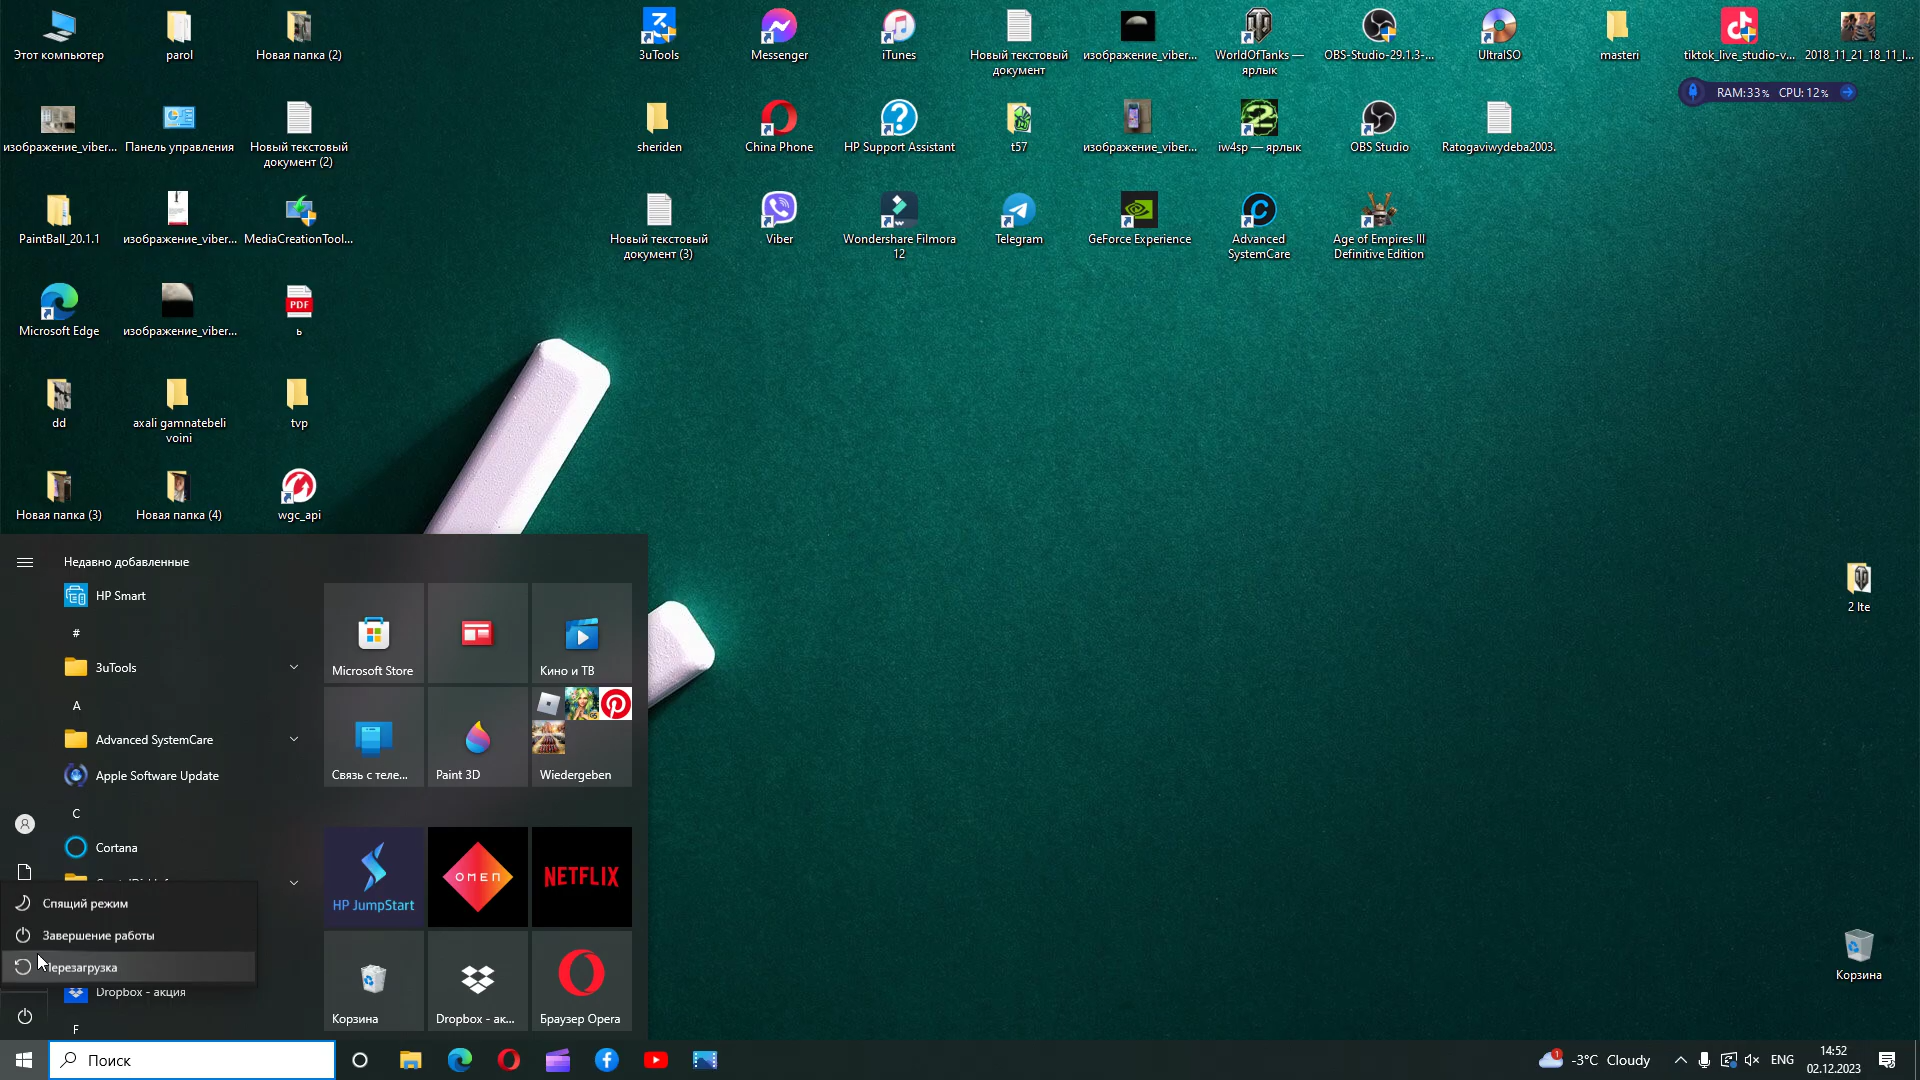 Этот компьютер
parol
Новая папка (2)
3uTools
Messenger
iTunes
Новый текстовый
документ
изображение_viber...
WorldOfTanks —
ярлык
OBS-Studio-29.1.3-...
UltraISO
masteri
tiktok_live_studio-v...
2018_11_21_18_11_I...
RAM:33% CPU: 12%
изображение_viber...
Панель управления
Новый текстовый
документ (2)
sheriden
China Phone
HP Support Assistant
t57
изображение_viber...
iw4sp — ярлык
OBS Studio
Ratogaviwydeba2003.
PaintBall_20.1.1
изображение_viber...
MediaCreationTool...
Новый текстовый
документ (3)
Viber
Wondershare Filmora
12
Telegram
GeForce Experience
Advanced
SystemCare
Age of Empires III
Definitive Edition
Microsoft Edge
изображение_viber...
PDF
ь
dd
axali gamnatebeli
voini
tvp
Новая папка (3)
Новая папка (4)
wgc_api
2 lte
Корзина
Недавно добавленные
HP Smart
#
3uTools
A
Advanced SystemCare
Apple Software Update
C
Cortana
Спящий режим
Завершение работы
Перезагрузка
Dropbox - акция
F
Microsoft Store
Кино и ТВ
Связь с теле...
Paint 3D
Wiedergeben
HP JumpStart
OMEN
NETFLIX
Корзина
Dropbox - ак...
Браузер Opera
Поиск
1
-3°C Cloudy
ENG
14:52
02.12.2023